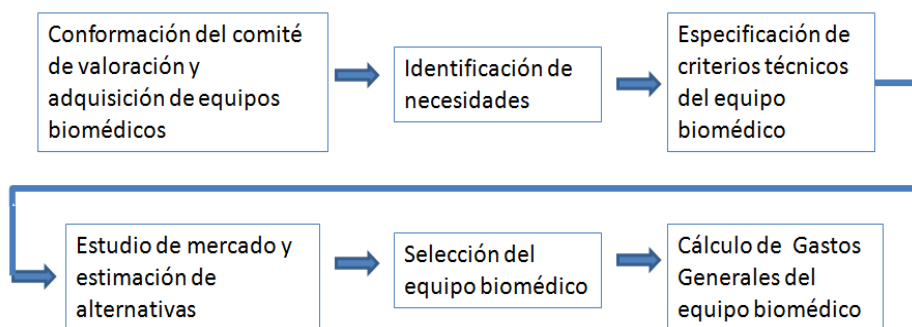 Conformación del comité
de valoración y
adquisición de equipos
biomédicos
Identificación de
necesidades
Especificación de
criterios técnicos
del equipo
biomédico
Estudio de mercado y
estimación de
alternativas
Selección del
equipo biomédico
Cálculo de Gastos
Generales del
equipo biomédico